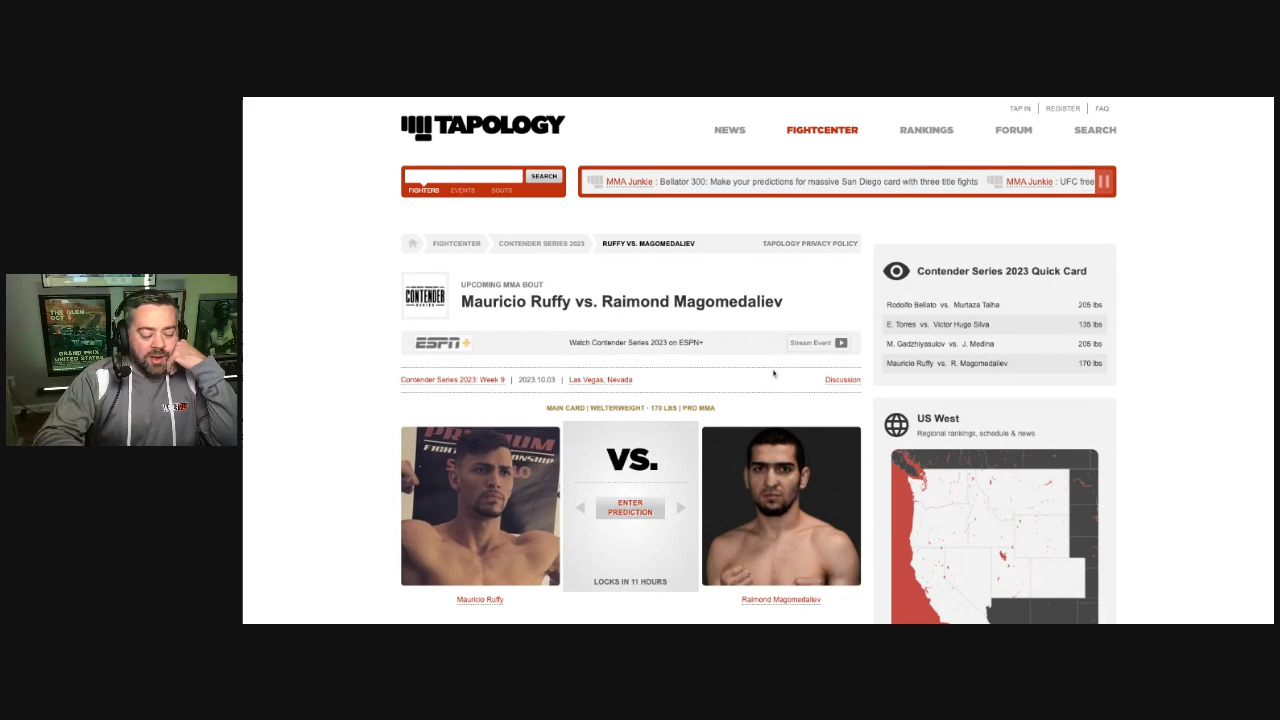 TAP IN | REGISTER | FAQ
TAPOLOGY
NEWS FIGHTCENTER RANKINGS FORUM SEARCH
SEARCH
FIGHTERS EVENTS BOUTS
MMA Junkie : Bellator 300: Make your predictions for massive San Diego card with three title fights MMA Junkie : UFC free
FIGHTCENTER CONTENDER SERIES 2023 RUFFY VS. MAGOMEDALIEV TAPOLOGY PRIVACY POLICY
CONTENDER
UPCOMING MMA BOUT
Mauricio Ruffy vs. Raimond Magomedaliev
ESPN+ Watch Contender Series 2023 on ESPN+ Stream Event
Contender Series 2023: Week 9 | 2023.10.03 | Las Vegas, Nevada Discussion
MAIN CARD | WELTERWEIGHT · 170 LBS | PRO MMA
VS.
ENTER
PREDICTION
LOCKS IN 11 HOURS
Mauricio Ruffy Raimond Magomedaliev
Contender Series 2023 Quick Card
Rodolfo Bellato vs. Murtaza Talha 205 lbs
E. Torres vs. Victor Hugo Silva 135 lbs
M. Gadzhiyasulov vs. J. Medina 205 lbs
Mauricio Ruffy vs. R. Magomedaliev 170 lbs
US West
Regional rankings, schedule & news
THE GLEN
GRAND PRIX
UNITED STATES